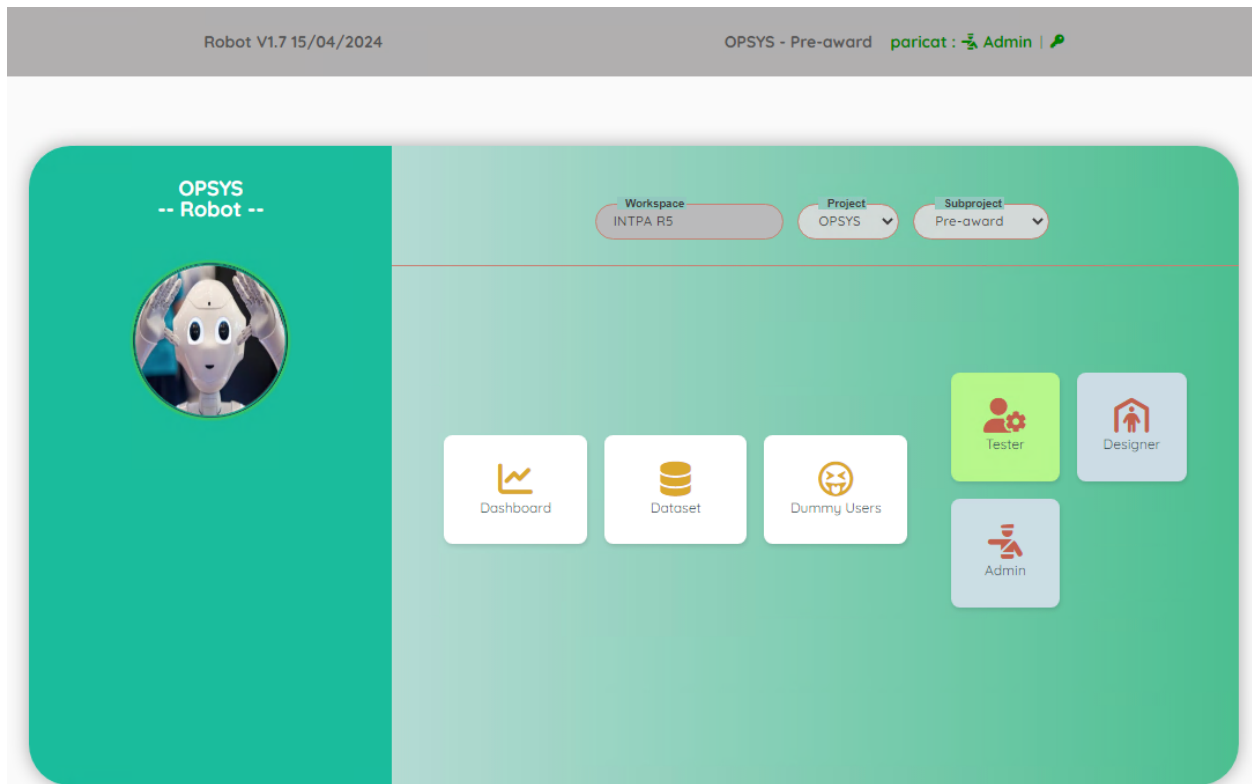 Robot V1.7 15/04/2024
OPSYS - Pre-award paricat : Admin |
OPSYS
-- Robot --
Workspace
INTPA R5
Project
OPSYS
Subproject
Pre-award
Tester
Designer
Dashboard
Dataset
Dummy Users
Admin